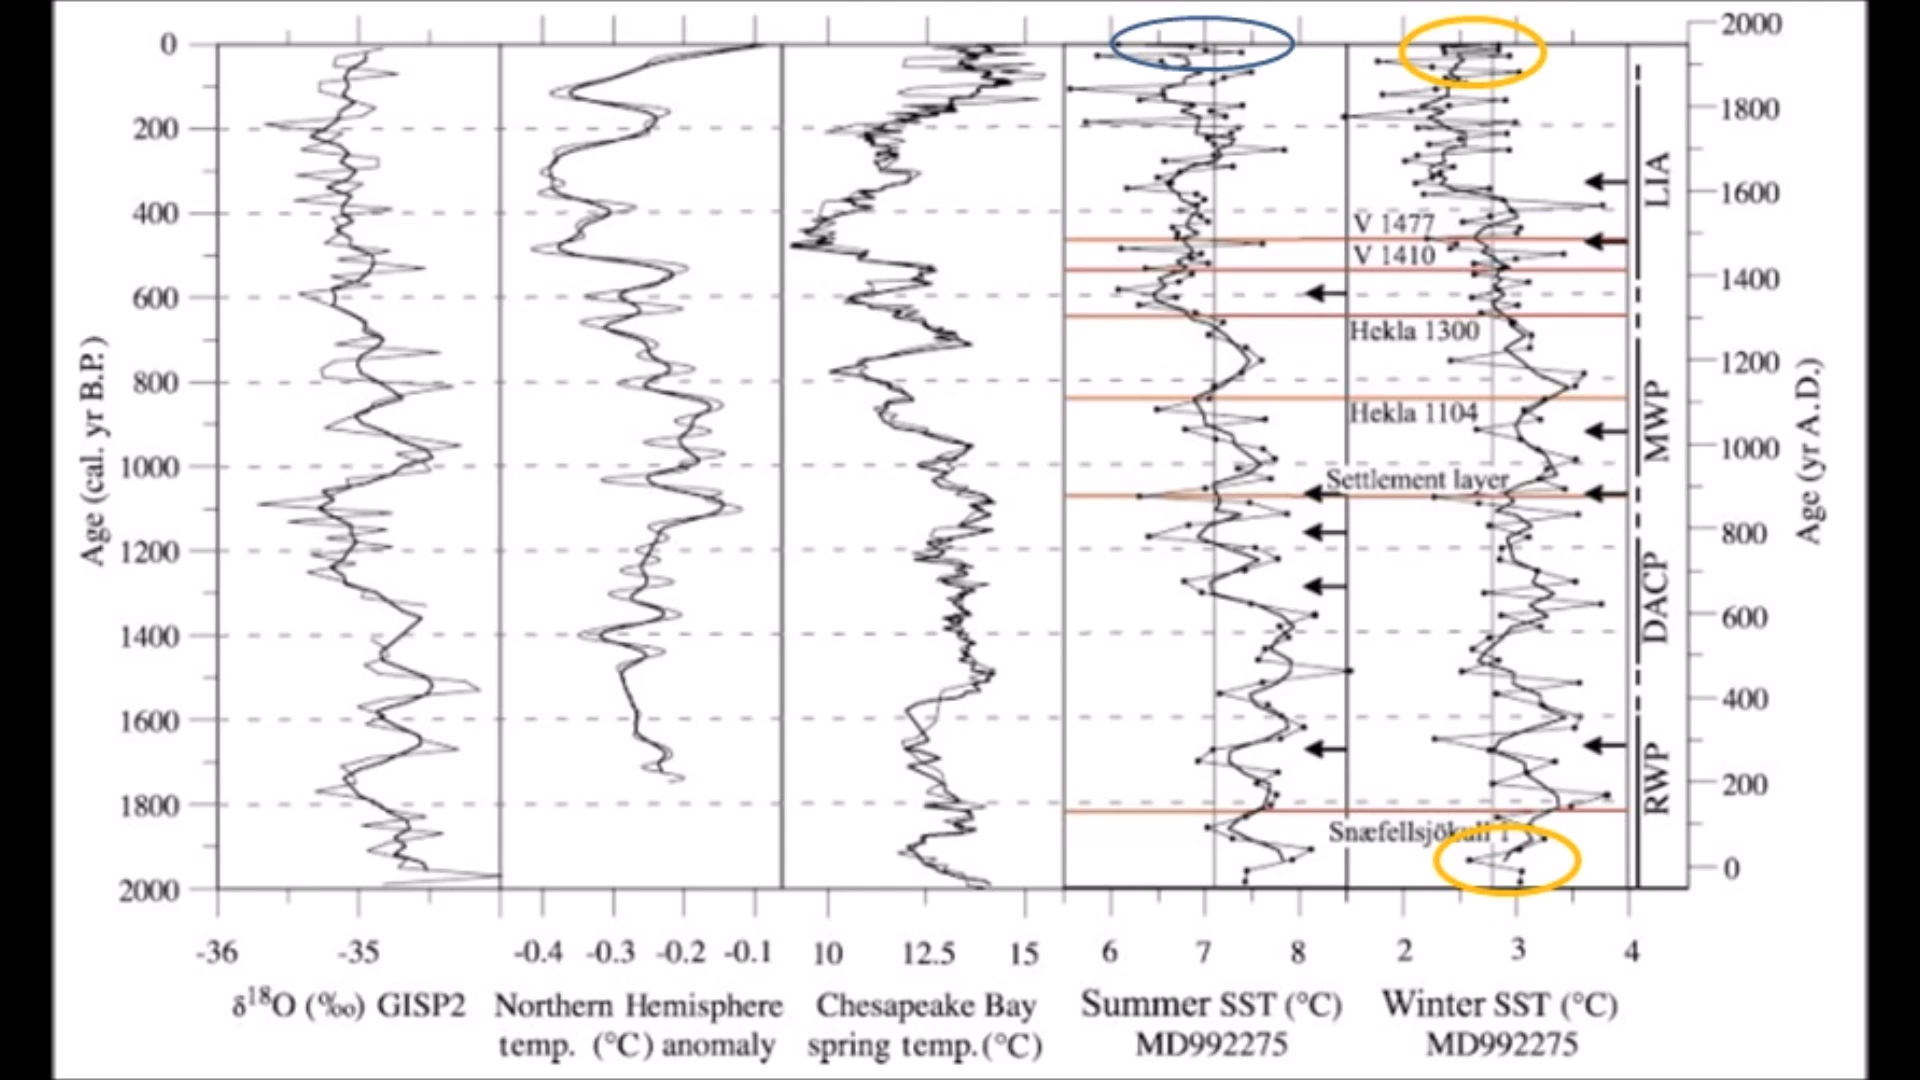 2000
0
1800
200
LIA
1600
400
V 1477
V 1410
1400
600
Hekla 1300
1200
800
MWP
Hekla 1104
1000
1000
Settlement layer
800
1200
DACP
600
1400
400
1600
RWP
200
1800
Snæfellsjökull 1
0
2000
Age (cal. yr B.P.)
Age (yr A.D.)
-36 -35 -0.4 -0.3 -0.2 -0.1 10 12.5 15 6 7 8 2 3 4
δ18O (‰) GISP2
Northern Hemisphere
temp. (°C) anomaly
Chesapeake Bay
spring temp.(°C)
Summer SST (°C)
MD992275
Winter SST (°C)
MD992275